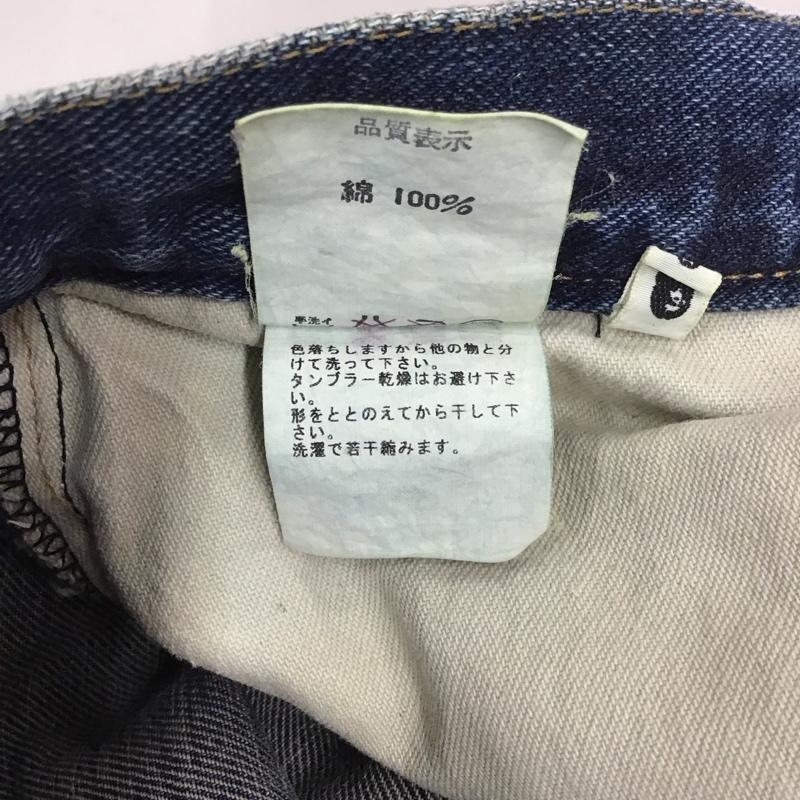 品質表示
綿 100%
手洗イ
色落ちしますから他の物と分
けて洗って下さい。
タンブラー乾燥はお避け下さ
い。
形をととのえてから干して下
さい。
洗濯で若干縮みます。